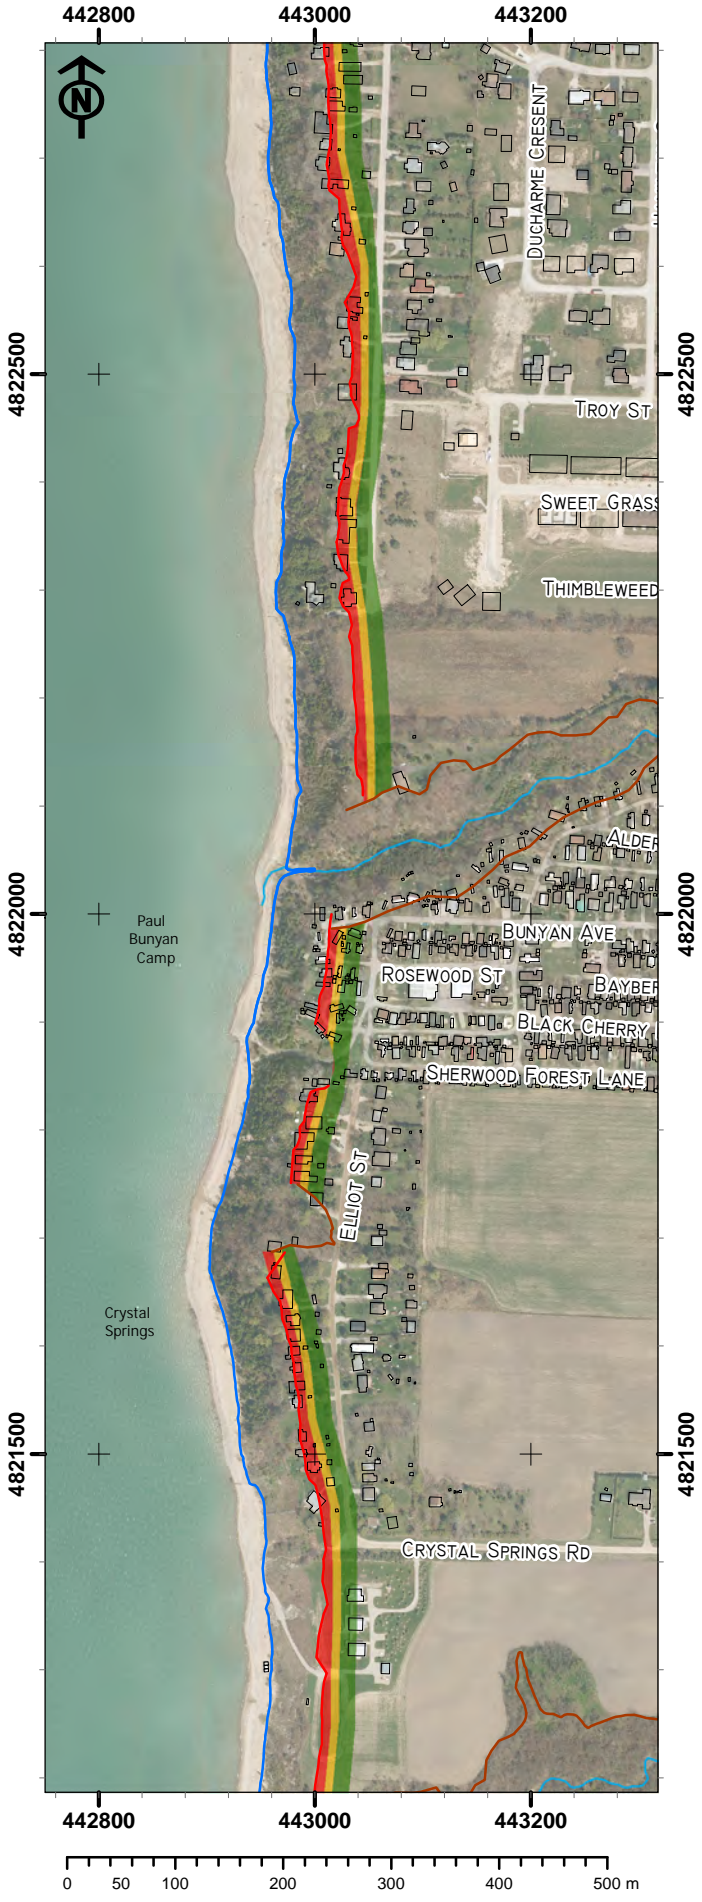 442800 443000 443200
N
DUCHARME CRESENT
4822500 4822500
TROY ST
SWEET GRASS
THIMBLEWEED
ALDER
4822000 4822000
Paul
Bunyan
Camp
BUNYAN AVE
ROSEWOOD ST
BAYBER
BLACK CHERRY
SHERWOOD FOREST LANE
ELLIOT ST
Crystal
Springs
4821500 4821500
CRYSTAL SPRINGS RD
442800 443000 443200
0 50 100 200 300 400 500 m